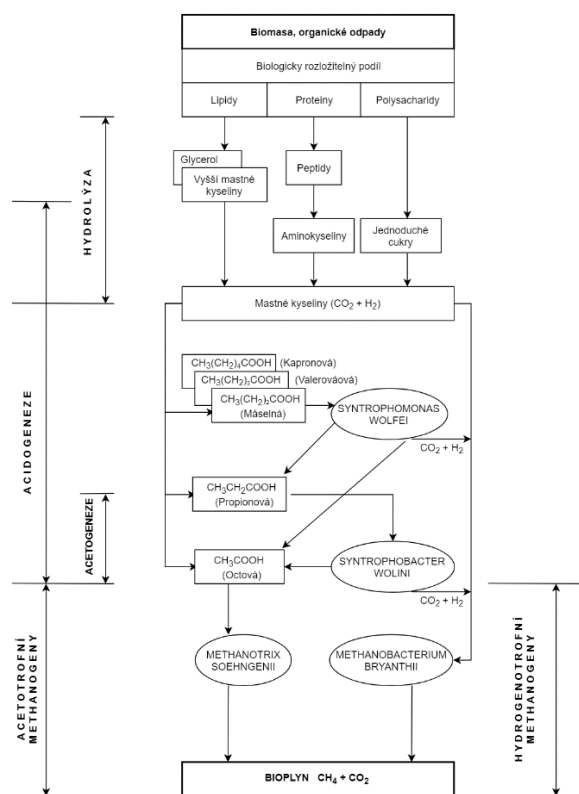 Biomasa, organické odpady
Biologicky rozložitelný podíl
Lipidy
Proteiny
Polysacharidy
Glycerol
Vyšší mastné
kyseliny
Peptidy
Aminokyseliny
Jednoduché
cukry
HYDROLÝZA
Mastné kyseliny (CO₂ + H₂)
ACIDOGENEZE
CH₃(CH₂)₄COOH (Kapronová)
CH₃(CH₂)₃COOH (Valerováová)
CH₃(CH₂)₂COOH
(Máselná)
SYNTROPHOMONAS
WOLFEI
CO₂ + H₂
ACETOGENEZE
CH₃CH₂COOH
(Propionová)
CH₃COOH
(Octová)
SYNTROPHOBACTER
WOLINI
CO₂ + H₂
ACETOTROFNÍ
METHANOGENY
METHANOTRIX
SOEHNGENII
METHANOBACTERIUM
BRYANTHII
HYDROGENOTROFNÍ
METHANOGENY
BIOPLYN CH₄ + CO₂